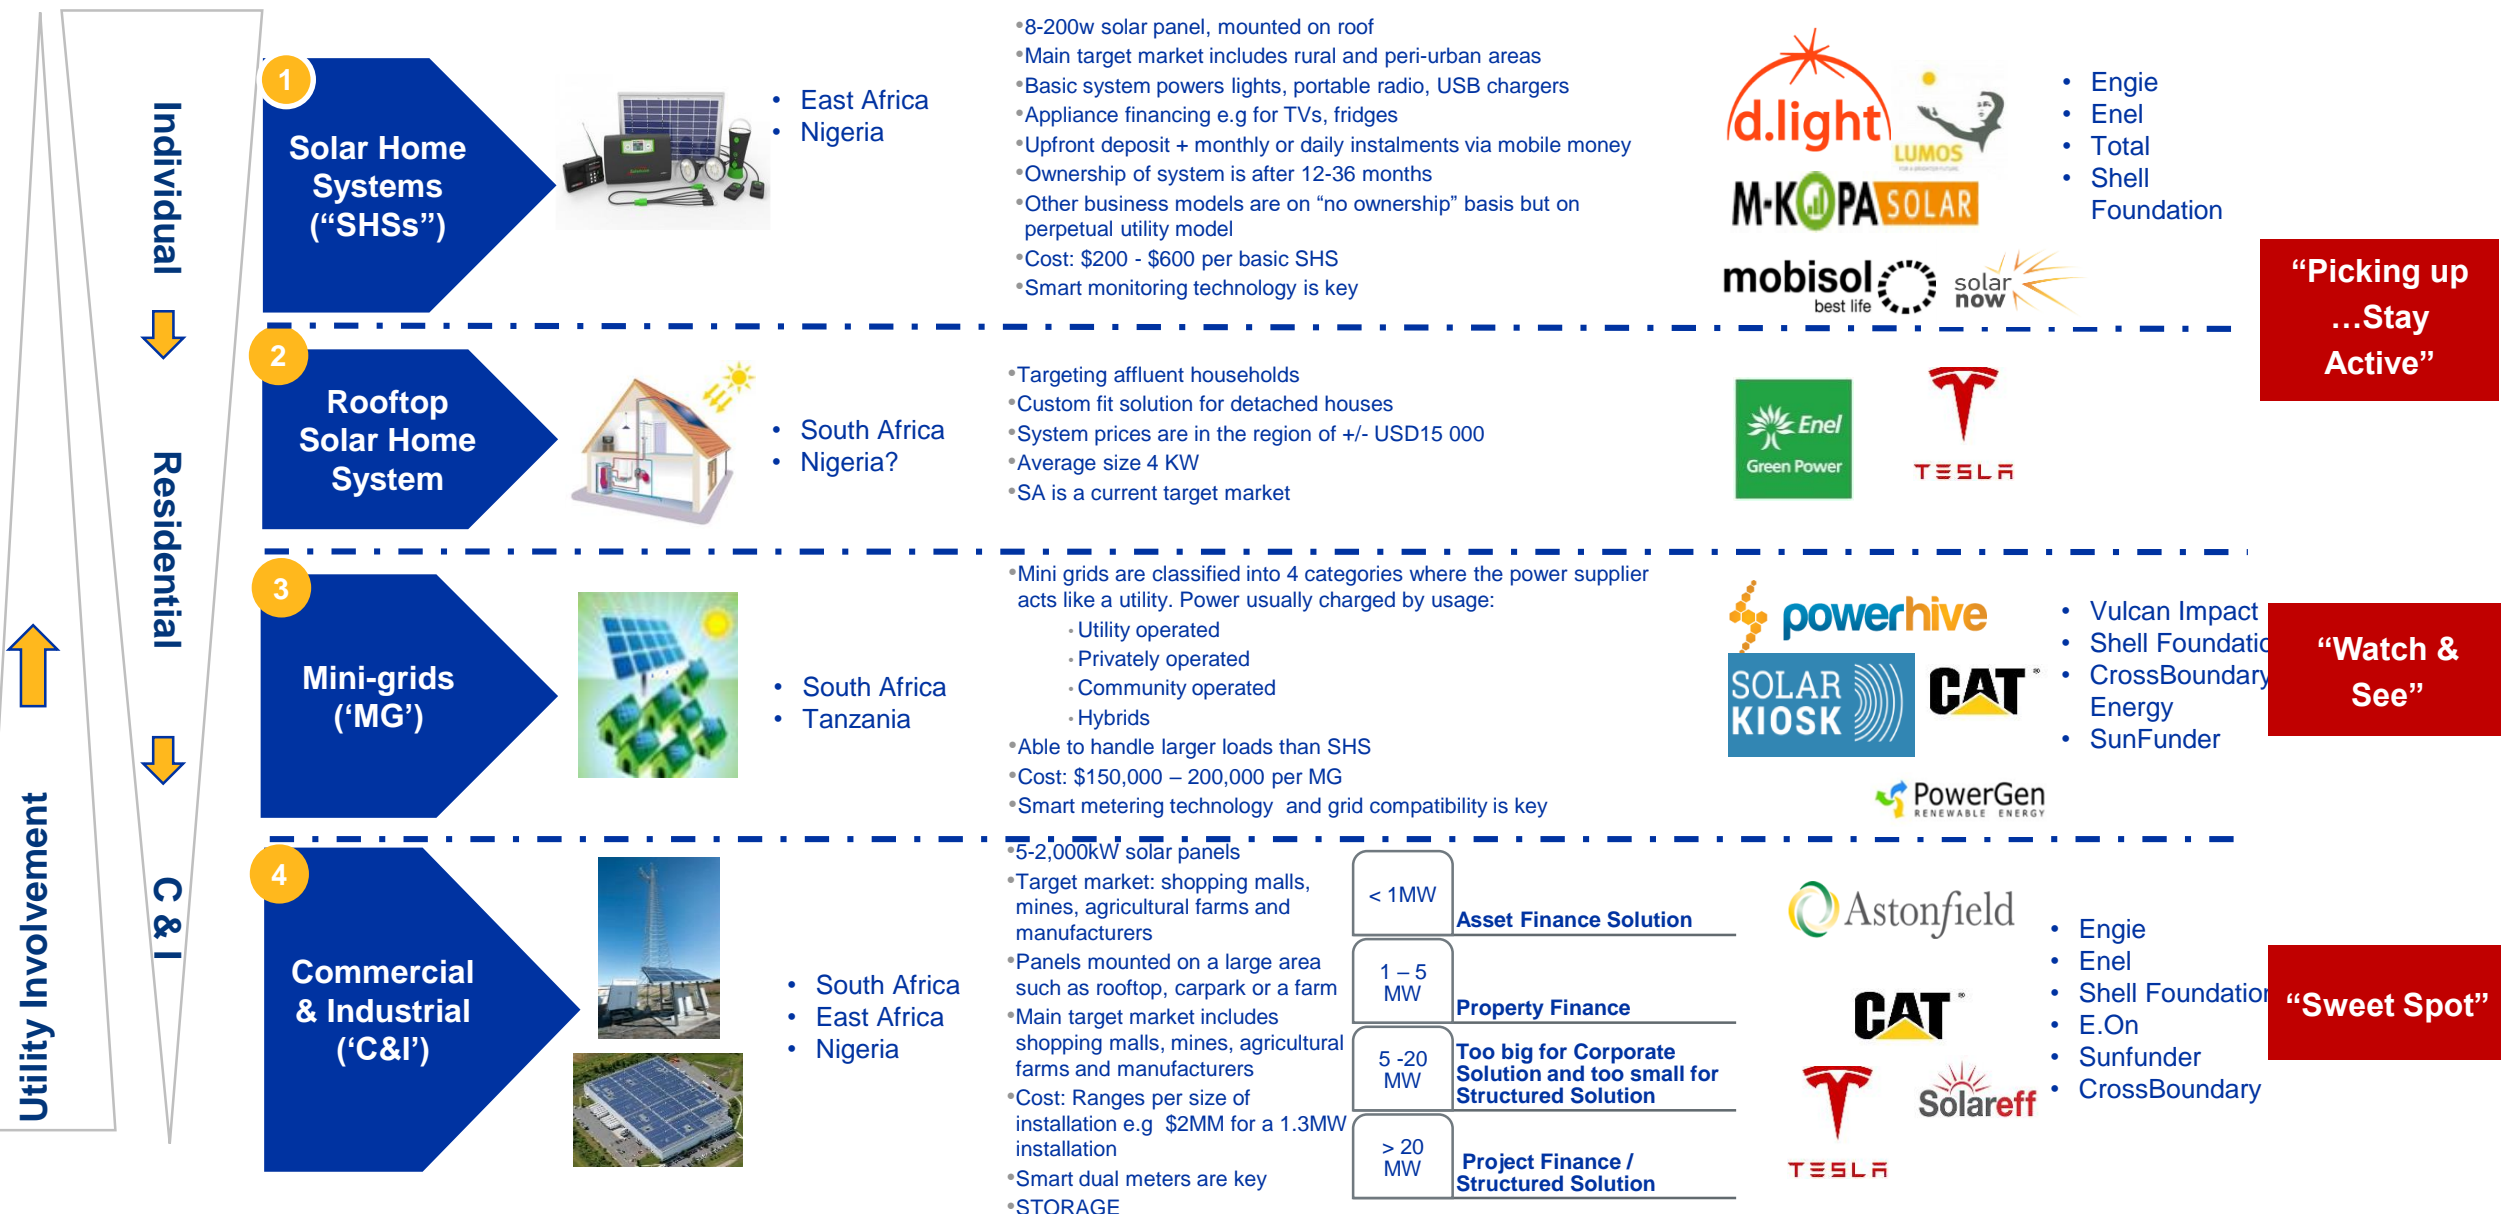 Individual
Residential
C & I
Utility Involvement
1
Solar Home
Systems
(“SHSs”)
• East Africa
• Nigeria
•8-200w solar panel, mounted on roof
•Main target market includes rural and peri-urban areas
•Basic system powers lights, portable radio, USB chargers
•Appliance financing e.g for TVs, fridges
•Upfront deposit + monthly or daily instalments via mobile money
•Ownership of system is after 12-36 months
•Other business models are on “no ownership” basis but on
perpetual utility model
•Cost: $200 - $600 per basic SHS
•Smart monitoring technology is key
d.light
LUMOS
M-KOPA SOLAR
mobisol
best life
solar
now
• Engie
• Enel
• Total
• Shell
Foundation
“Picking up
…Stay
Active”
2
Rooftop
Solar Home
System
• South Africa
• Nigeria?
•Targeting affluent households
•Custom fit solution for detached houses
•System prices are in the region of +/- USD15 000
•Average size 4 KW
•SA is a current target market
Enel
Green Power
TESLA
3
Mini-grids
(‘MG’)
• South Africa
• Tanzania
•Mini grids are classified into 4 categories where the power supplier
acts like a utility. Power usually charged by usage:
•Utility operated
•Privately operated
•Community operated
•Hybrids
•Able to handle larger loads than SHS
•Cost: $150,000 – 200,000 per MG
•Smart metering technology and grid compatibility is key
powerhive
SOLAR
KIOSK
CAT
®
PowerGen
RENEWABLE ENERGY
• Vulcan Impact
• Shell Foundatio
• CrossBoundary
Energy
• SunFunder
“Watch &
See”
4
Commercial
& Industrial
(‘C&I’)
• South Africa
• East Africa
• Nigeria
•5-2,000kW solar panels
•Target market: shopping malls,
mines, agricultural farms and
manufacturers
•Panels mounted on a large area
such as rooftop, carpark or a farm
•Main target market includes
shopping malls, mines, agricultural
farms and manufacturers
•Cost: Ranges per size of
installation e.g $2MM for a 1.3MW
installation
•Smart dual meters are key
•STORAGE
< 1MW
Asset Finance Solution
1 – 5
MW
Property Finance
5 -20
MW
Too big for Corporate
Solution and too small for
Structured Solution
> 20
MW
Project Finance /
Structured Solution
Astonfield
CAT
TESLA
Solareff
• Engie
• Enel
• Shell Foundation
• E.On
• Sunfunder
• CrossBoundary
“Sweet Spot”